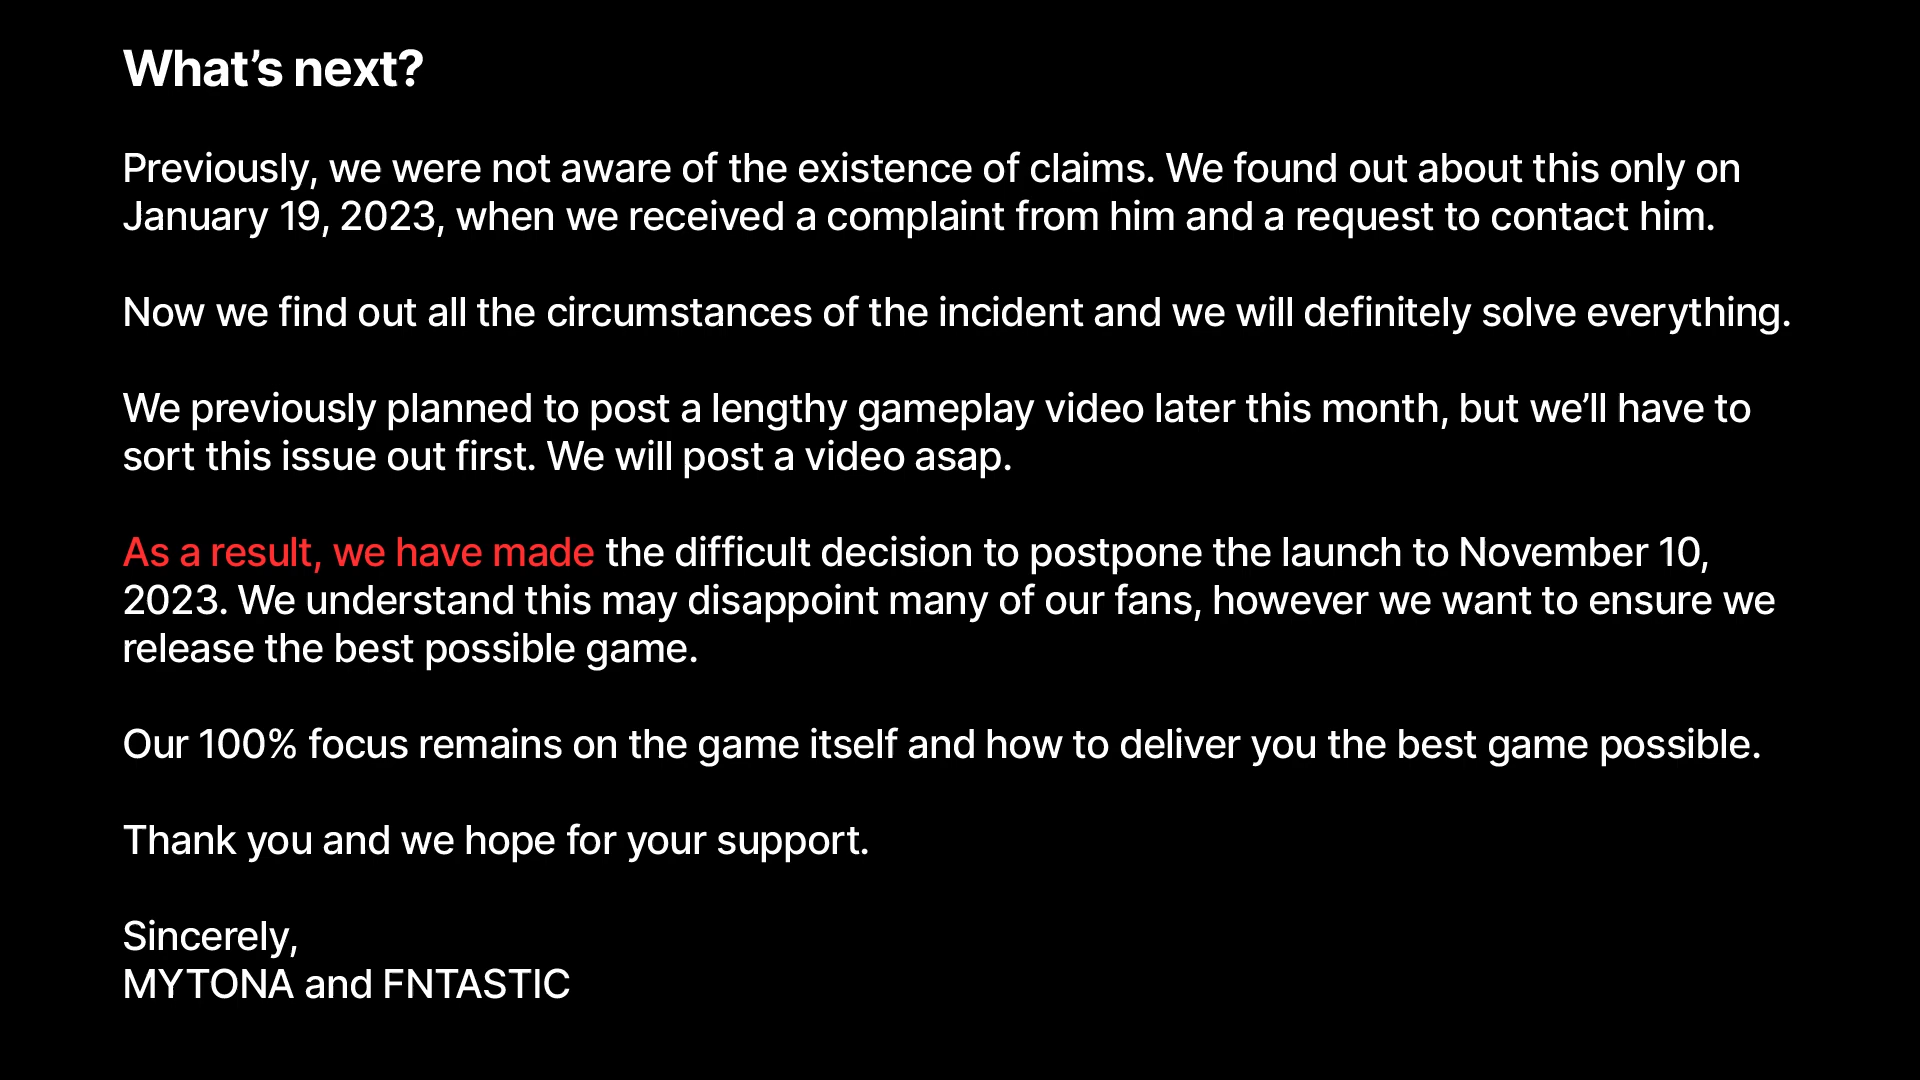 What’s next?
Previously, we were not aware of the existence of claims. We found out about this only on
January 19, 2023, when we received a complaint from him and a request to contact him.
Now we find out all the circumstances of the incident and we will definitely solve everything.
We previously planned to post a lengthy gameplay video later this month, but we’ll have to
sort this issue out first. We will post a video asap.
As a result, we have made the difficult decision to postpone the launch to November 10,
2023. We understand this may disappoint many of our fans, however we want to ensure we
release the best possible game.
Our 100% focus remains on the game itself and how to deliver you the best game possible.
Thank you and we hope for your support.
Sincerely,
MYTONA and FNTASTIC